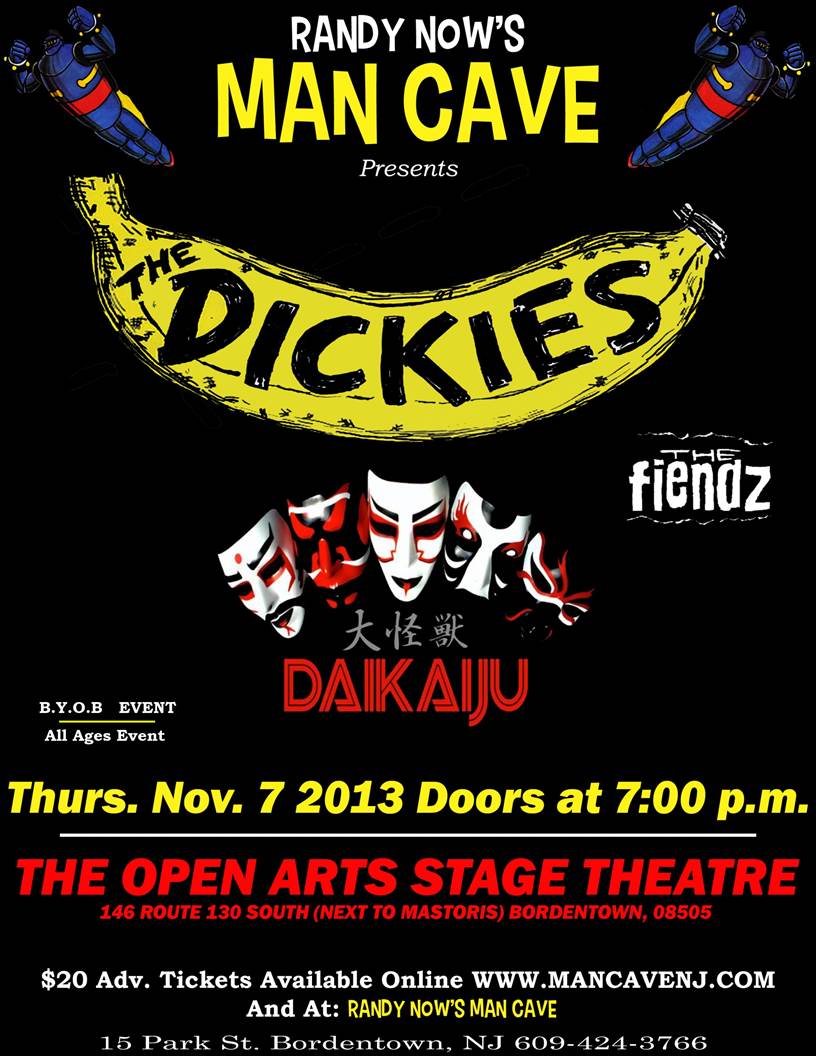 RANDY NOW'S
MAN CAVE
Presents
THE
DICKIES
THE
fiendz
大怪獣
DAIKAIJU
B.Y.O.B EVENT
All Ages Event
Thurs. Nov. 7 2013 Doors at 7:00 p.m.
THE OPEN ARTS STAGE THEATRE
146 ROUTE 130 SOUTH (NEXT TO MASTORIS) BORDENTOWN, 08505
$20 Adv. Tickets Available Online WWW.MANCAVENJ.COM
And At: RANDY NOW'S MAN CAVE
15 Park St. Bordentown, NJ 609-424-3766